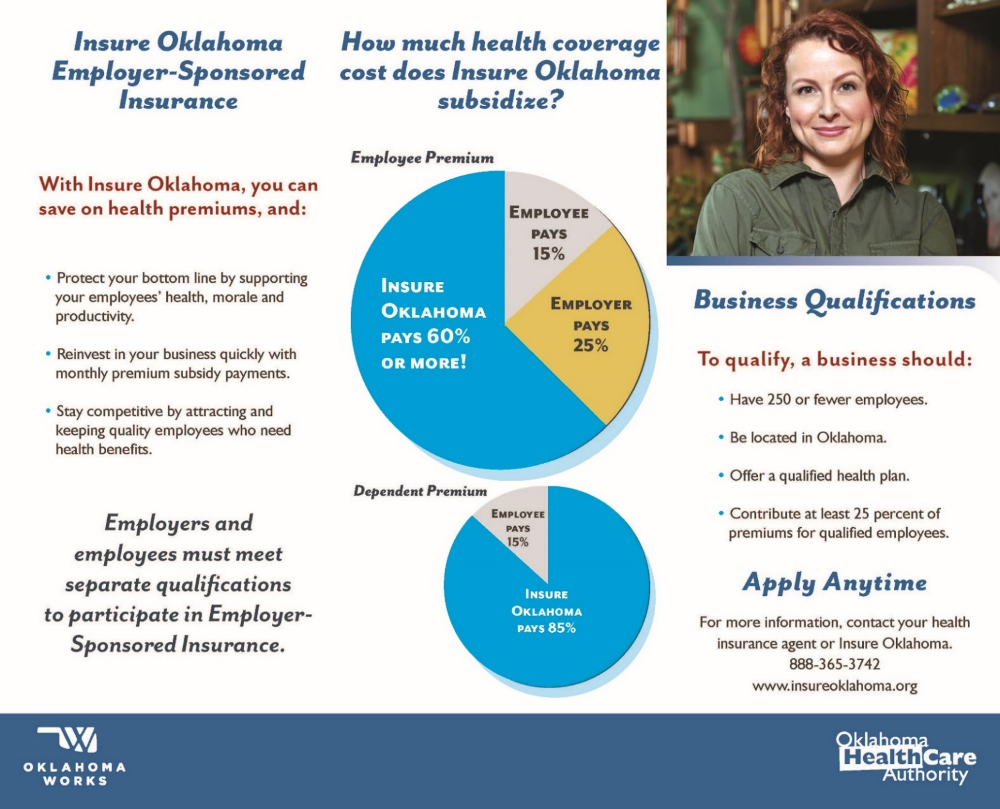 Insure Oklahoma
Employer-Sponsored
Insurance
With Insure Oklahoma, you can
save on health premiums, and:
• Protect your bottom line by supporting
your employees' health, morale and
productivity.
• Reinvest in your business quickly with
monthly premium subsidy payments.
• Stay competitive by attracting and
keeping quality employees who need
health benefits.
Employers and
employees must meet
separate qualifications
to participate in Employer-
Sponsored Insurance.
How much health coverage
cost does Insure Oklahoma
subsidize?
Employee Premium
EMPLOYEE
PAYS
15%
EMPLOYER
PAYS
25%
INSURE
OKLAHOMA
PAYS 60%
OR MORE!
Dependent Premium
EMPLOYEE
PAYS
15%
INSURE
OKLAHOMA
PAYS 85%
Business Qualifications
To qualify, a business should:
• Have 250 or fewer employees.
• Be located in Oklahoma.
• Offer a qualified health plan.
• Contribute at least 25 percent of
premiums for qualified employees.
Apply Anytime
For more information, contact your health
insurance agent or Insure Oklahoma.
888-365-3742
www.insureoklahoma.org
OKLAHOMA
WORKS
Oklahoma
HealthCare
Authority